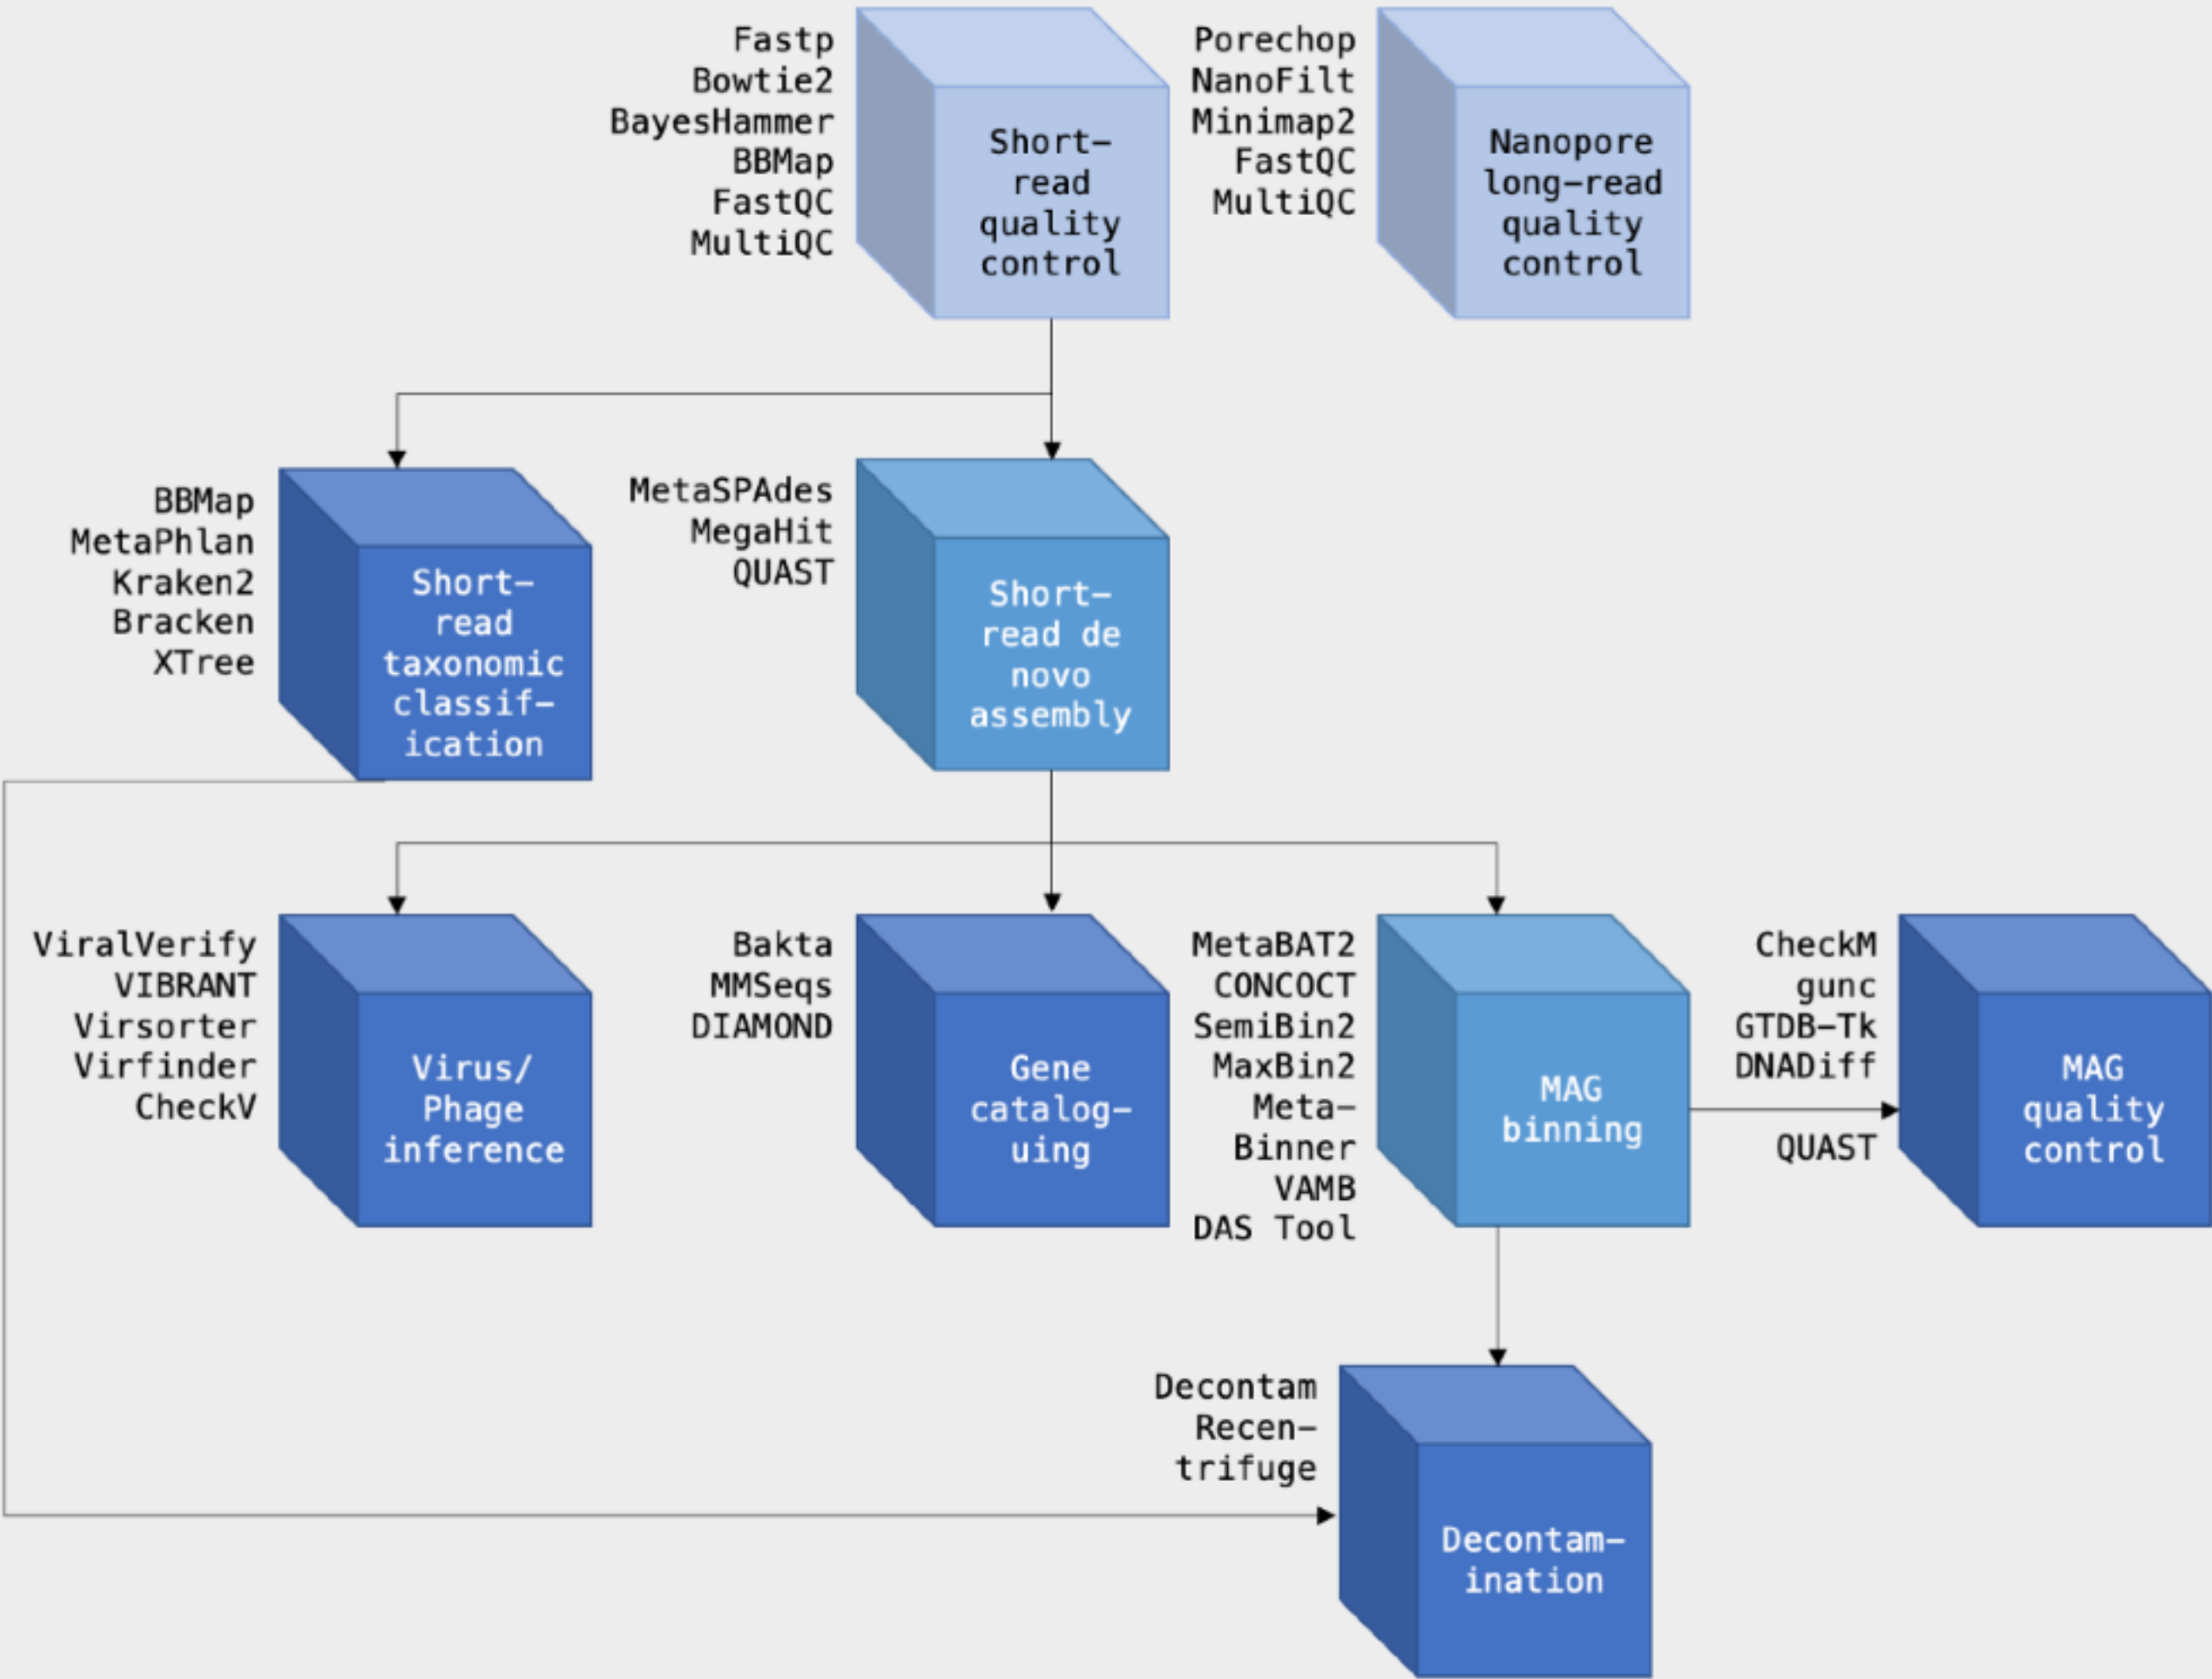 Fastp
Bowtie2
BayesHammer
BBMap
FastQC
MultiQC
Short-
read
quality
control
Porechop
NanoFilt
Minimap2
FastQC
MultiQC
Nanopore
long-read
quality
control
BBMap
MetaPhlan
Kraken2
Bracken
XTree
Short-
read
taxonomic
classif-
ication
MetaSPAdes
MegaHit
QUAST
Short-
read de
novo
assembly
ViralVerify
VIBRANT
Virsorter
Virfinder
CheckV
Virus/
Phage
inference
Bakta
MMSeqs
DIAMOND
Gene
catalog-
uing
MetaBAT2
CONCOCT
SemiBin2
MaxBin2
Meta-
Binner
VAMB
DAS Tool
MAG
binning
CheckM
gunc
GTDB-Tk
DNADiff
QUAST
MAG
quality
control
Decontam
Recen-
trifuge
Decontam-
ination